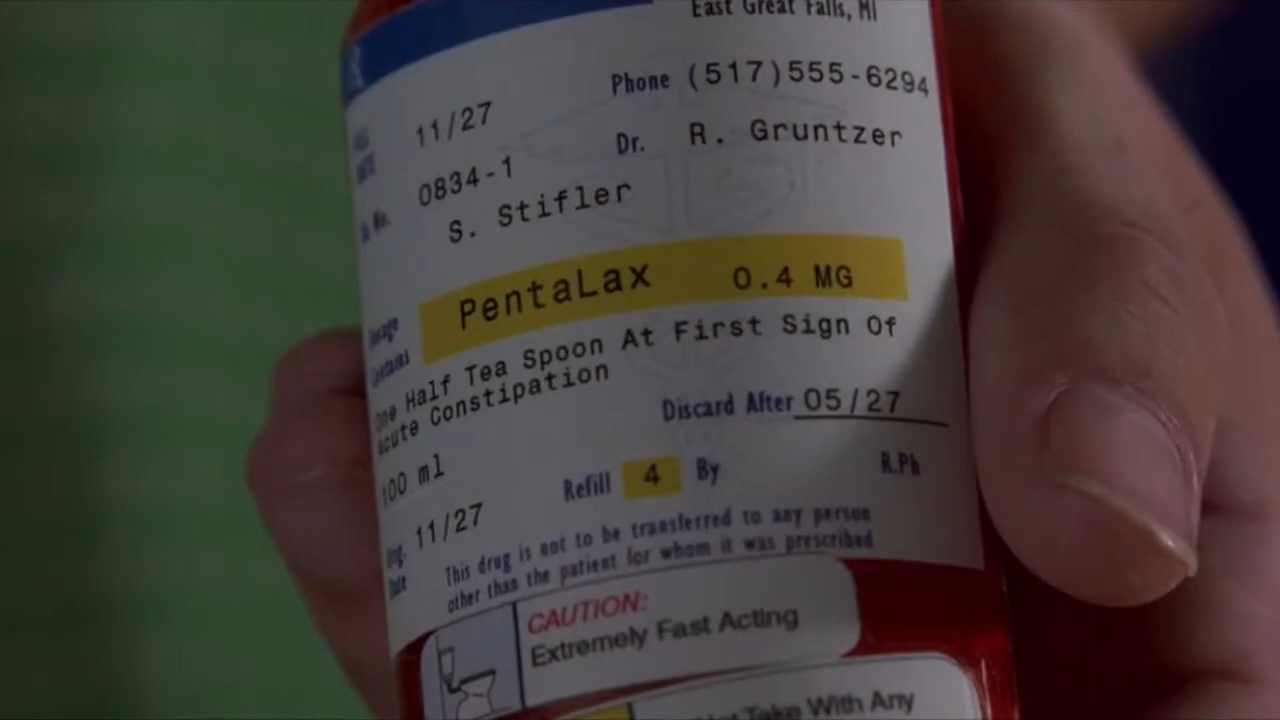 East Great Falls, MI
Phone (517)555-6294
11/27
Dr. R. Gruntzer
0834-1
No.
S. Stifler
PentaLax 0.4 MG
One Half Tea Spoon At First Sign Of
Acute Constipation
Discard After 05/27
100 ml
Refill 4 By R.Ph
Date 11/27
This drug is not to be transferred to any person
other than the patient for whom it was prescribed
CAUTION:
Extremely Fast Acting
Take With Any